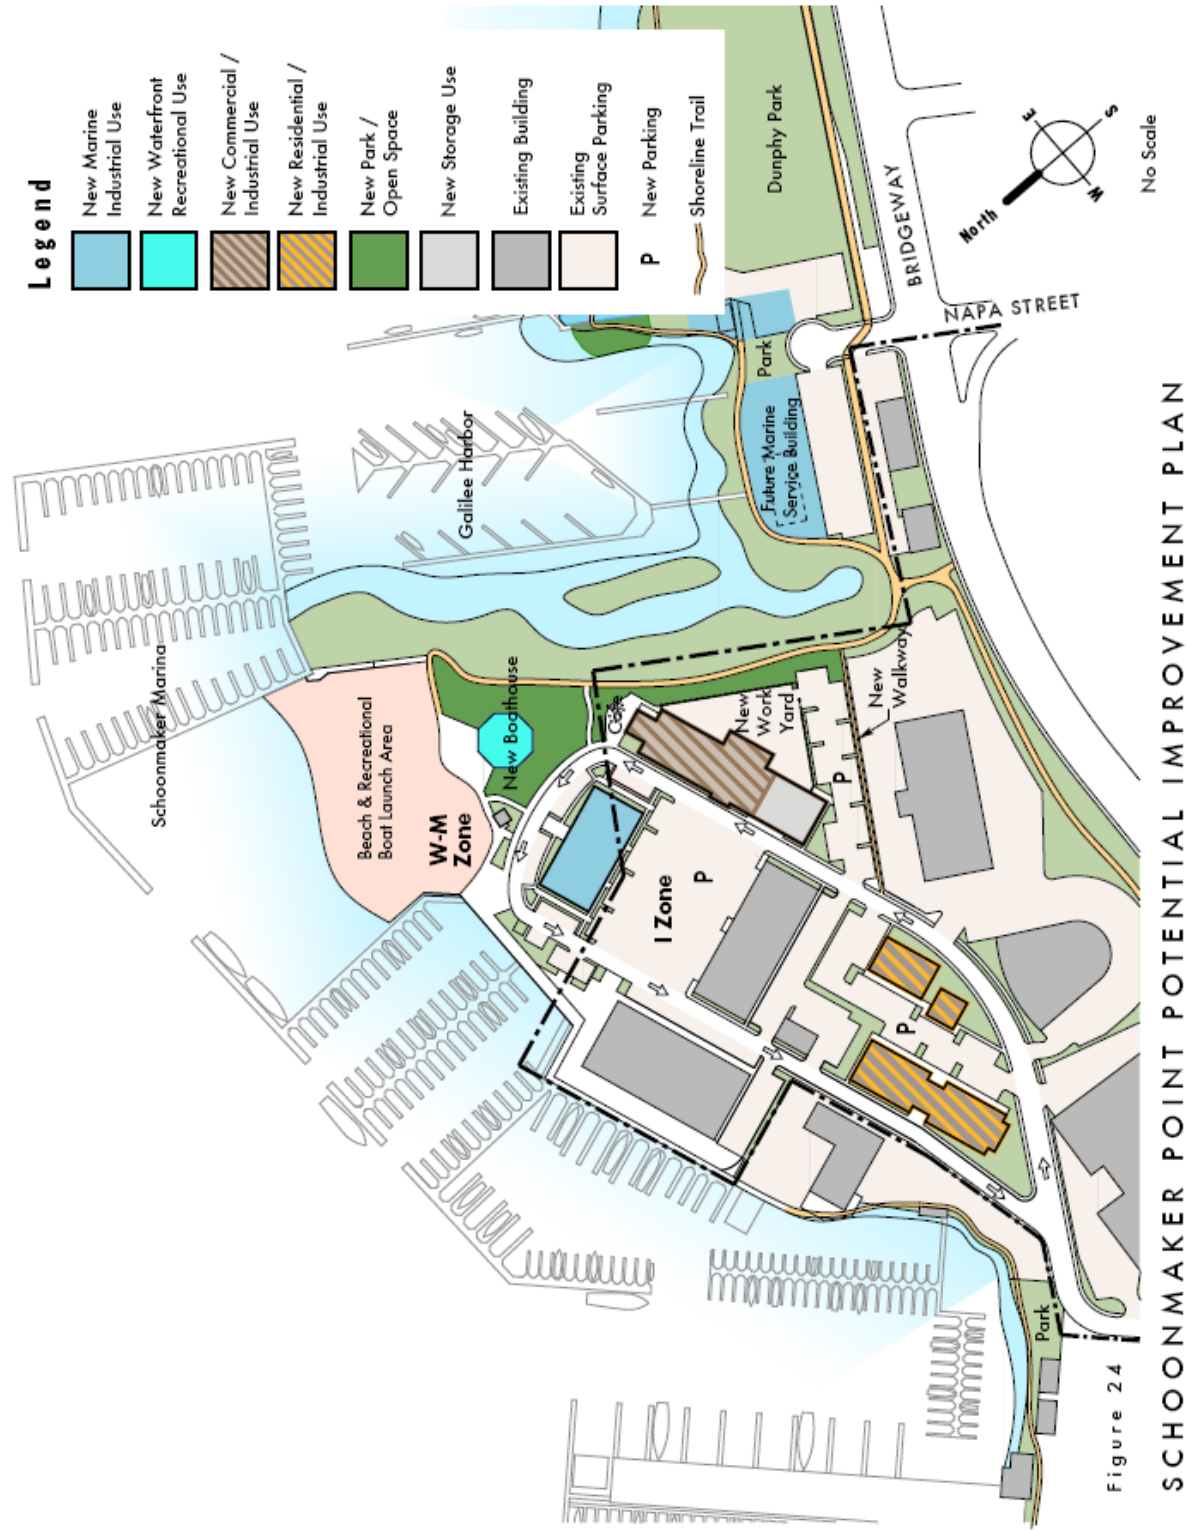 Legend
New Marine
Industrial Use
New Waterfront
Recreational Use
New Commercial /
Industrial Use
New Residential /
Industrial Use
New Park /
Open Space
New Storage Use
Existing Building
Existing
Surface Parking
P
New Parking
Shoreline Trail
Schoonmaker Marina
Galilee Harbor
Dunphy Park
BRIDGEWAY
NAPA STREET
Park
Future Marine
Service Building
Beach & Recreational
Boat Launch Area
W-M
Zone
New Boathouse
New
Work
Yard
New
Walkway
P
I Zone
P
P
Park
North
E
S
W
No Scale
Figure 24
SCHOONMAKER POINT POTENTIAL IMPROVEMENT PLAN